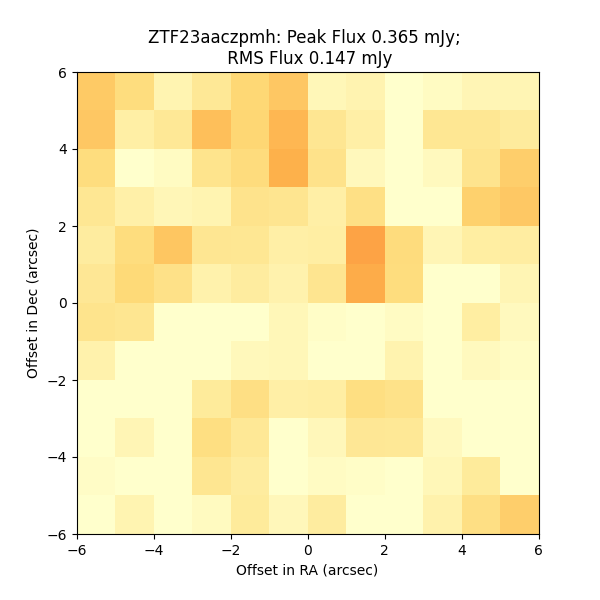 ZTF23aaczpmh: Peak Flux 0.365 mJy;
RMS Flux 0.147 mJy
6
4
2
0
−2
−4
−6
Offset in Dec (arcsec)
−6 −4 −2 0 2 4 6
Offset in RA (arcsec)